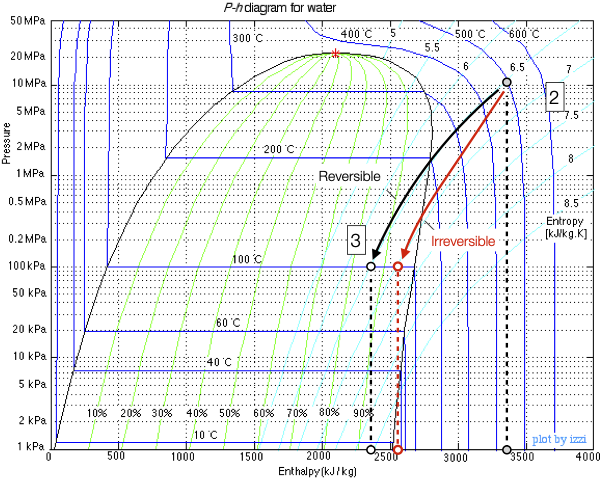 P-h diagram for water
50 MPa
20 MPa
10 MPa
5 MPa
2 MPa
1 MPa
0.5 MPa
0.2 MPa
100 kPa
50 kPa
20 kPa
10 kPa
5 kPa
2 kPa
1 kPa
Pressure
300 ˚C
400 ˚C
5
500 ˚C
600 ˚C
5.5
6
6.5
7
7.5
8
8.5
2
200 ˚C
Reversible
Entropy
[kJ/kg.K]
3
Irreversible
100 ˚C
60 ˚C
40 ˚C
10%
20%
30%
40%
50%
60%
70%
80%
90%
10 ˚C
plot by izzi
0
500
1000
1500
2000
2500
3000
3500
4000
Enthalpy (kJ / kg)